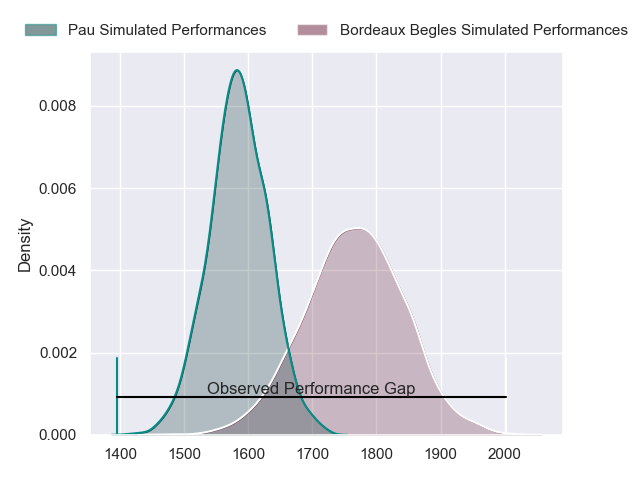 Pau Simulated Performances
Bordeaux Begles Simulated Performances
0.008
0.006
0.004
0.002
0.000
Density
Observed Performance Gap
1400 1500 1600 1700 1800 1900 2000